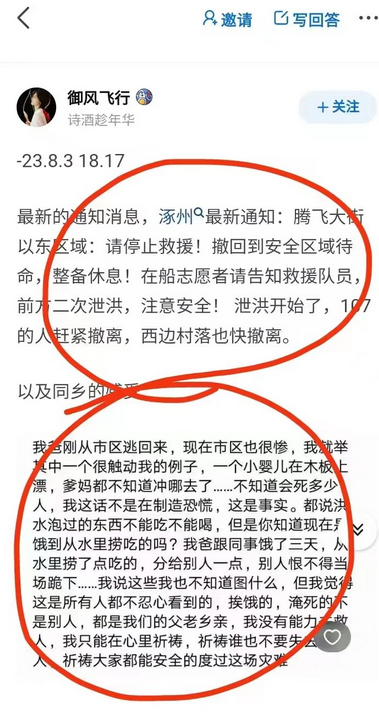 邀请
写回答
御风飞行
诗酒趁年华
+关注
-23.8.3 18.17
最新的通知消息，涿州最新通知：腾飞大街
以东区域：请停止救援！撤回到安全区域待
命，整备休息！在船志愿者请告知救援队员，
前方二次泄洪，注意安全！ 泄洪开始了，107
的人赶紧撤离，西边村落也快撤离。
以及同乡的感受
我爸刚从市区逃回来，现在市区也很惨，我就举
其中一个很触动我的例子，一个小婴儿在木板上
漂，爹妈都不知道冲哪去了……不知道会死多少
人，我这话不是在制造恐慌，这是事实。都说洪
水泡过的东西不能吃不能喝，但是你知道现在
饿到从水里捞吃的吗？我爸跟同事饿了三天，从
水里捞了点吃的，分给别人一点，别人恨不得当
场跪下……我说这些我也不知道图什么，但我觉得
这是所有人都不忍心看到的，挨饿的，淹死的不
是别人，都是我们的父老乡亲，我没有能力去救
人，我只能在心里祈祷，祈祷谁也不要失去
人，祈祷大家都能安全的度过这场灾难